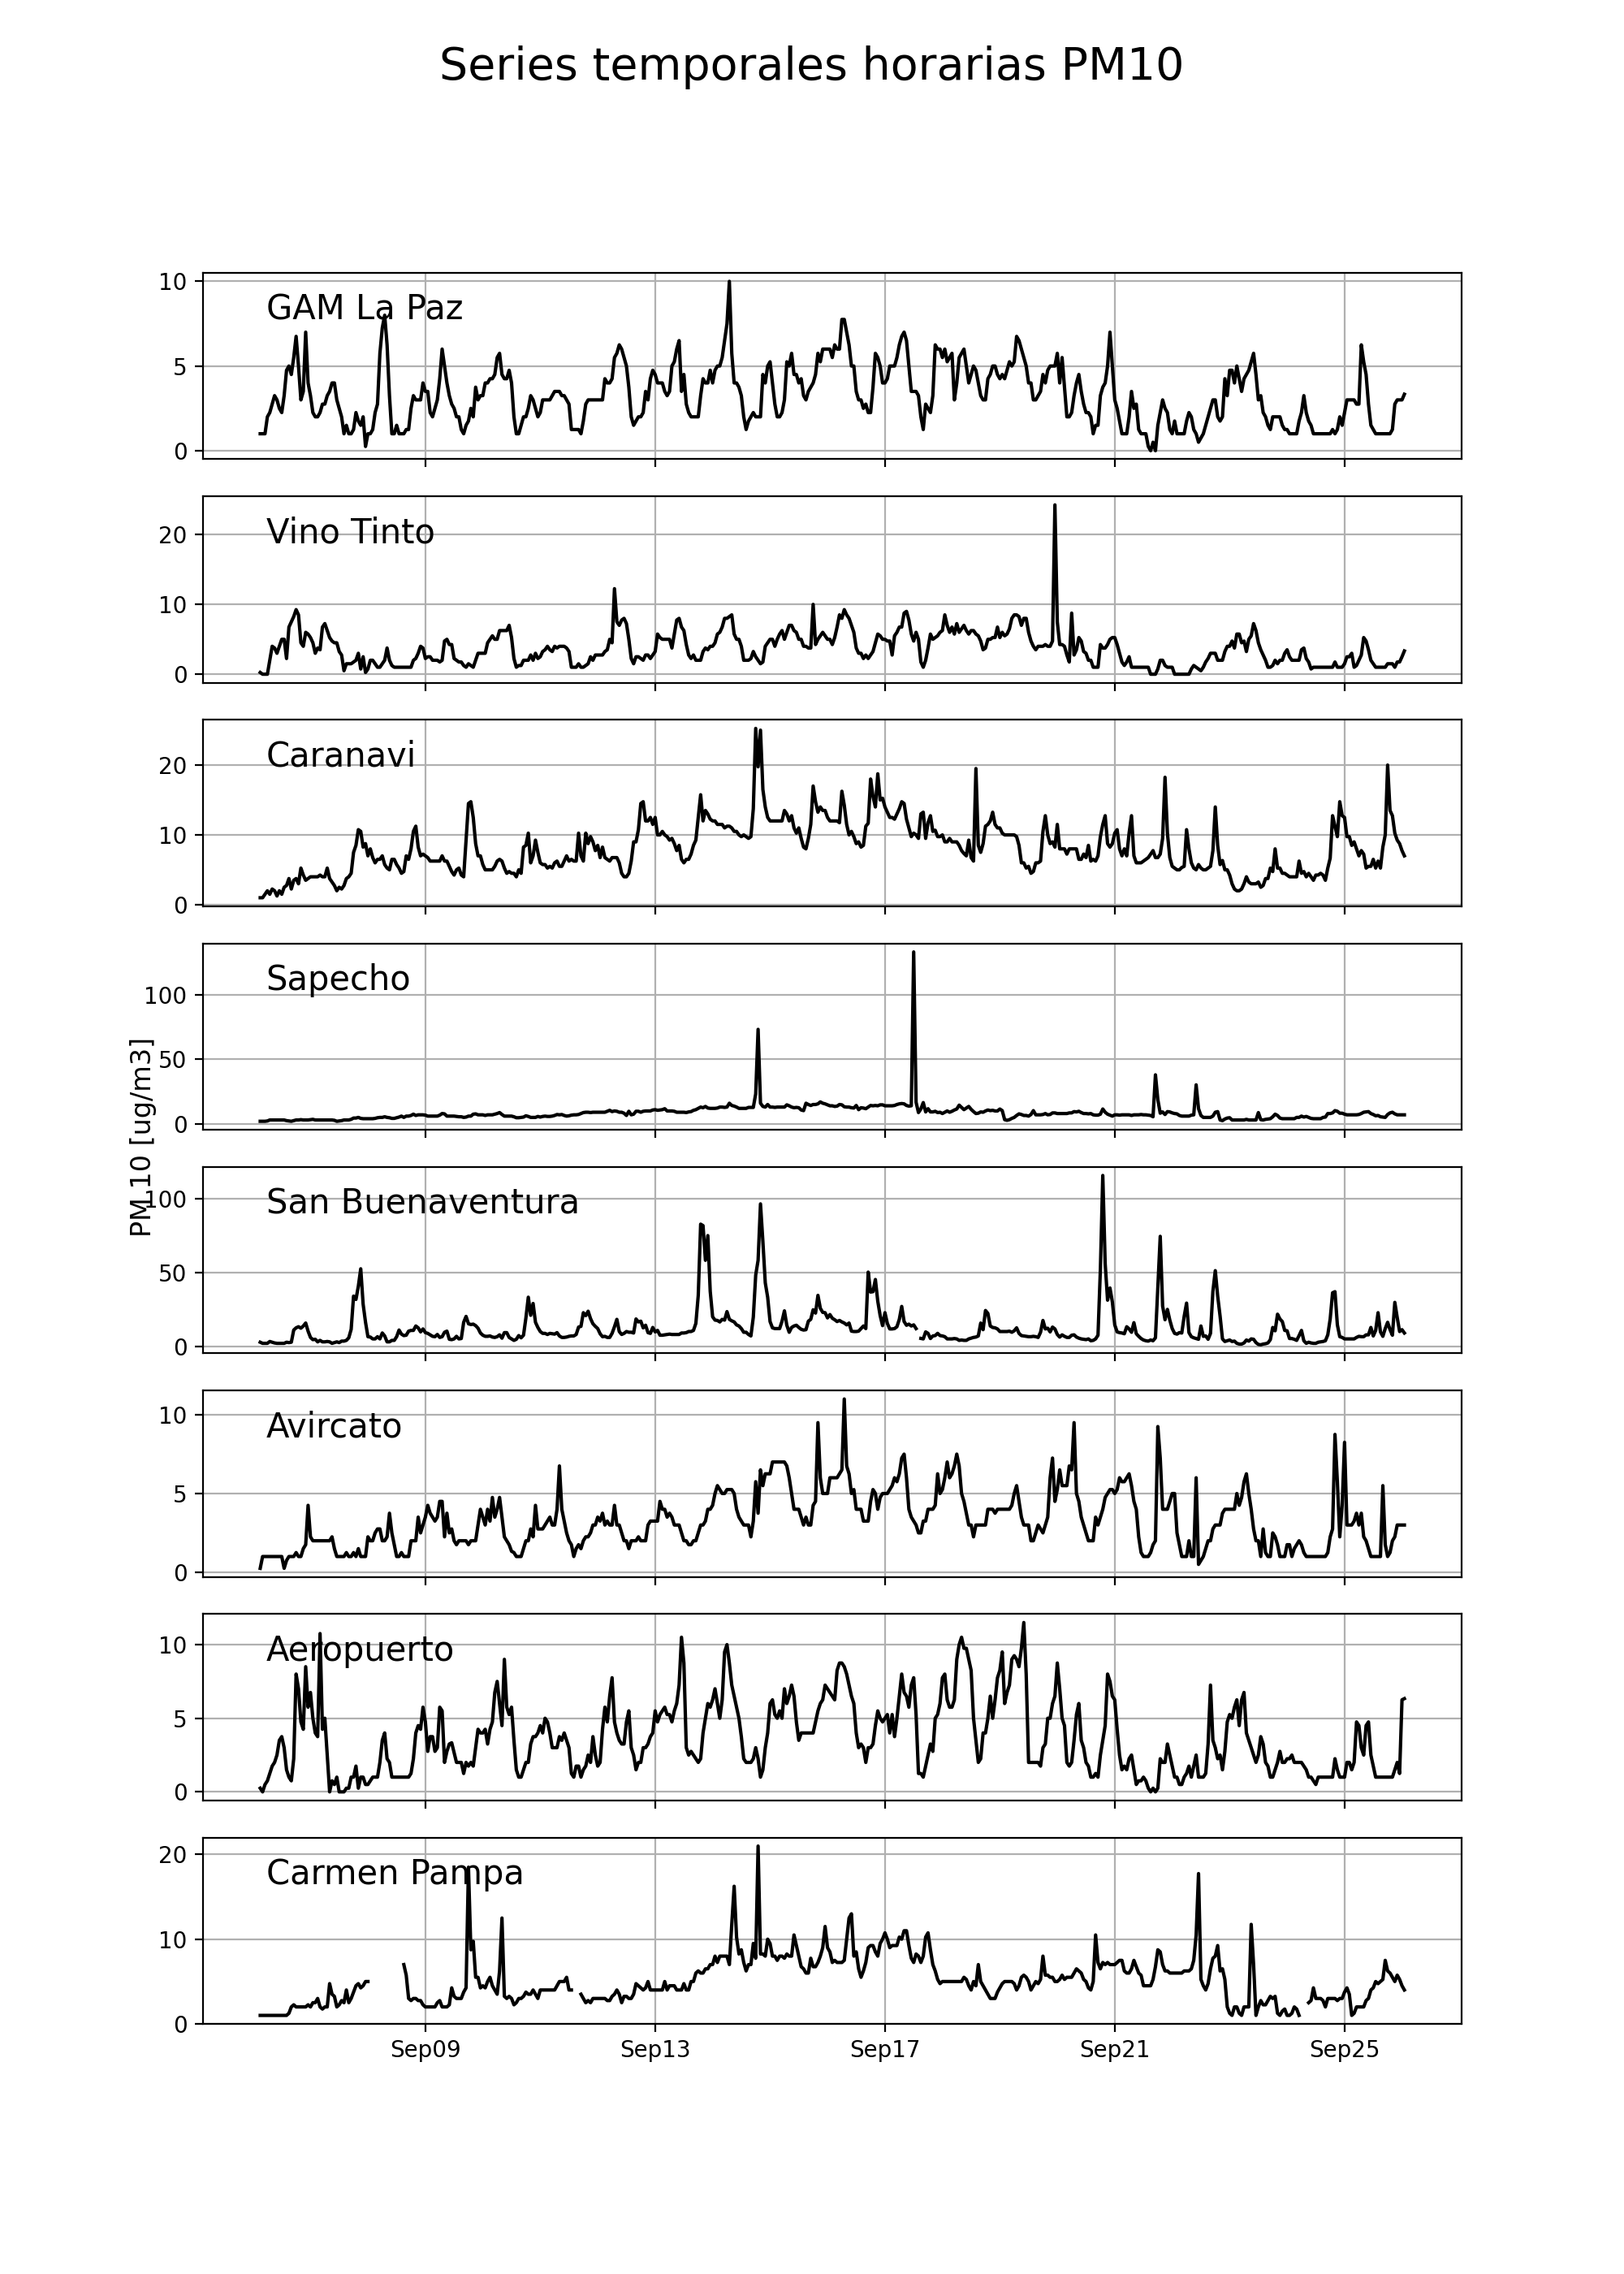 Series temporales horarias PM10
GAM La Paz
10
5
0
Vino Tinto
20
10
0
Caranavi
20
10
0
Sapecho
100
50
0
PM 10 [ug/m3]
San Buenaventura
100
50
0
Avircato
10
5
0
Aeropuerto
10
5
0
Carmen Pampa
20
10
0
Sep09 Sep13 Sep17 Sep21 Sep25